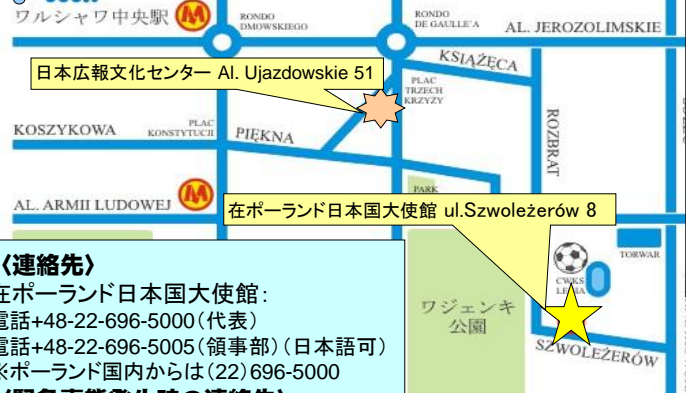 ワルシャワ中央駅
M
RONDO
DMOWSKIEGO
RONDO
DE GAULLE'A
AL. JEROZOLIMSKIE
日本広報文化センター Al. Ujazdowskie 51
KSIĄŻĘCA
PLAC
TRZECH
KRZYZY
KOSZYKOWA
PLAC
KONSTYTUCJI
PIĘKNA
ROZBRAT
AL. ARMII LUDOWEJ
M
PARK
在ポーランド日本国大使館 ul.Szwoleżerów 8
TORWAR
CWKS
LEGIA
ワジェンキ
公園
SZWOLEŻERÓW
〈連絡先〉
在ポーランド日本国大使館:
電話+48-22-696-5000(代表)
電話+48-22-696-5005(領事部)(日本語可)
※ポーランド国内からは(22)696-5000